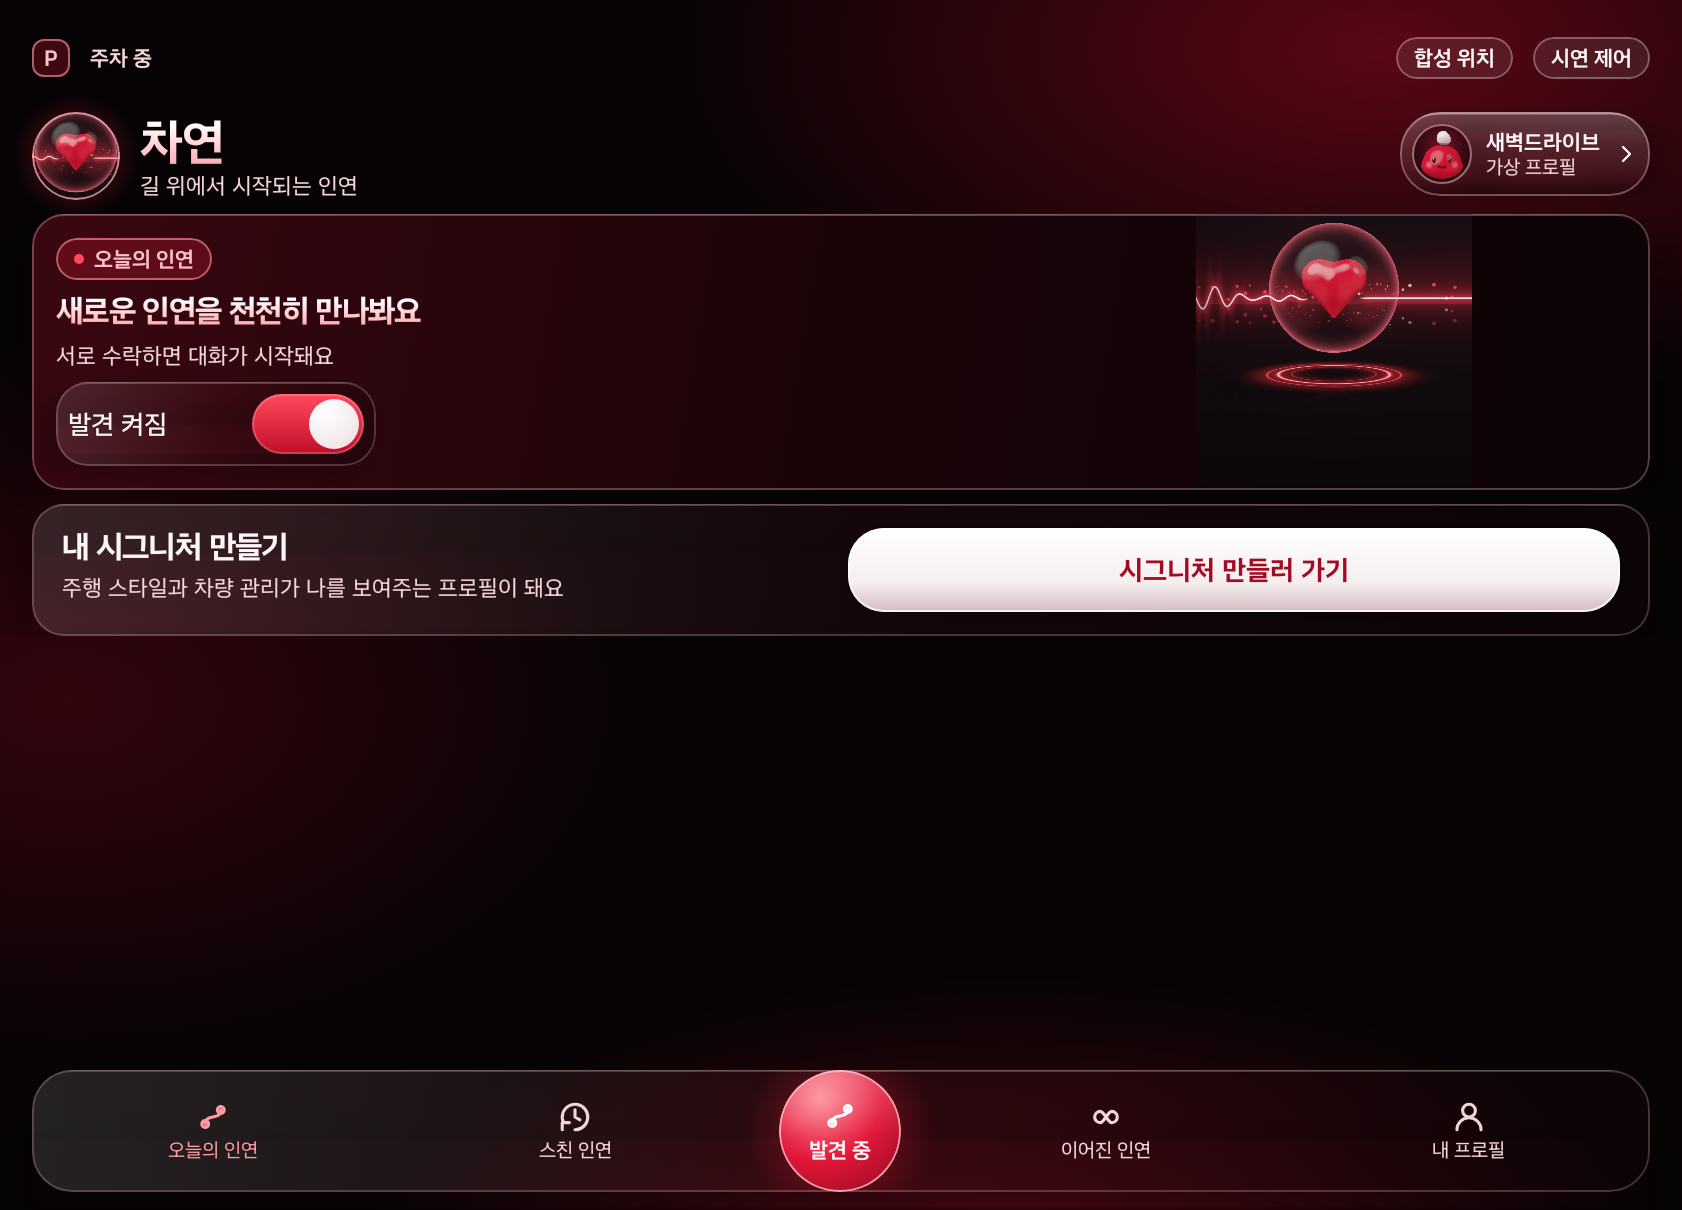 P 주차 중
합성 위치
시연 제어
차연
길 위에서 시작되는 인연
새벽드라이브
가상 프로필
오늘의 인연
새로운 인연을 천천히 만나봐요
서로 수락하면 대화가 시작돼요
발견 켜짐
내 시그니처 만들기
주행 스타일과 차량 관리가 나를 보여주는 프로필이 돼요
시그니처 만들러 가기
오늘의 인연
스친 인연
발견 중
이어진 인연
내 프로필